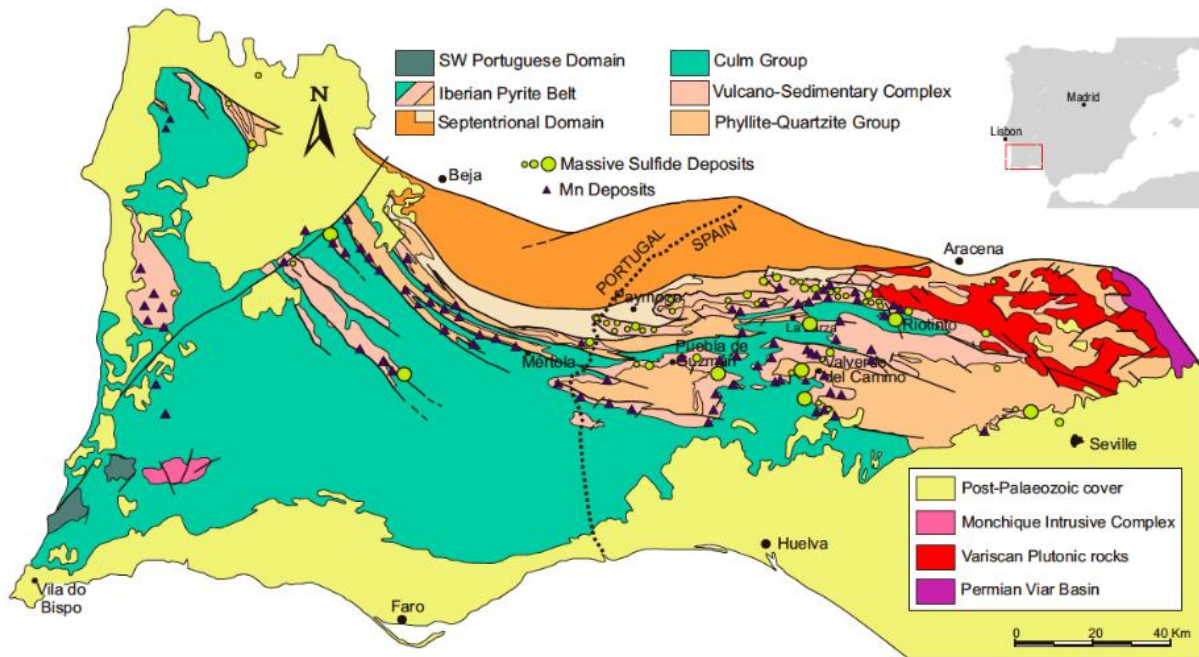 SW Portuguese Domain
Iberian Pyrite Belt
Septentrional Domain
Culm Group
Vulcano-Sedimentary Complex
Phyllite-Quartzite Group
Massive Sulfide Deposits
Mn Deposits
N
Madrid
Lisbon
Beja
PORTUGAL
SPAIN
Aracena
Paymogo
La Zarza
Riotinto
Mértola
Puebla de
Guzmán
Valverde
del Camino
Seville
Huelva
Vila do
Bispo
Faro
Post-Palaeozoic cover
Monchique Intrusive Complex
Variscan Plutonic rocks
Permian Viar Basin
0 20 40 Km